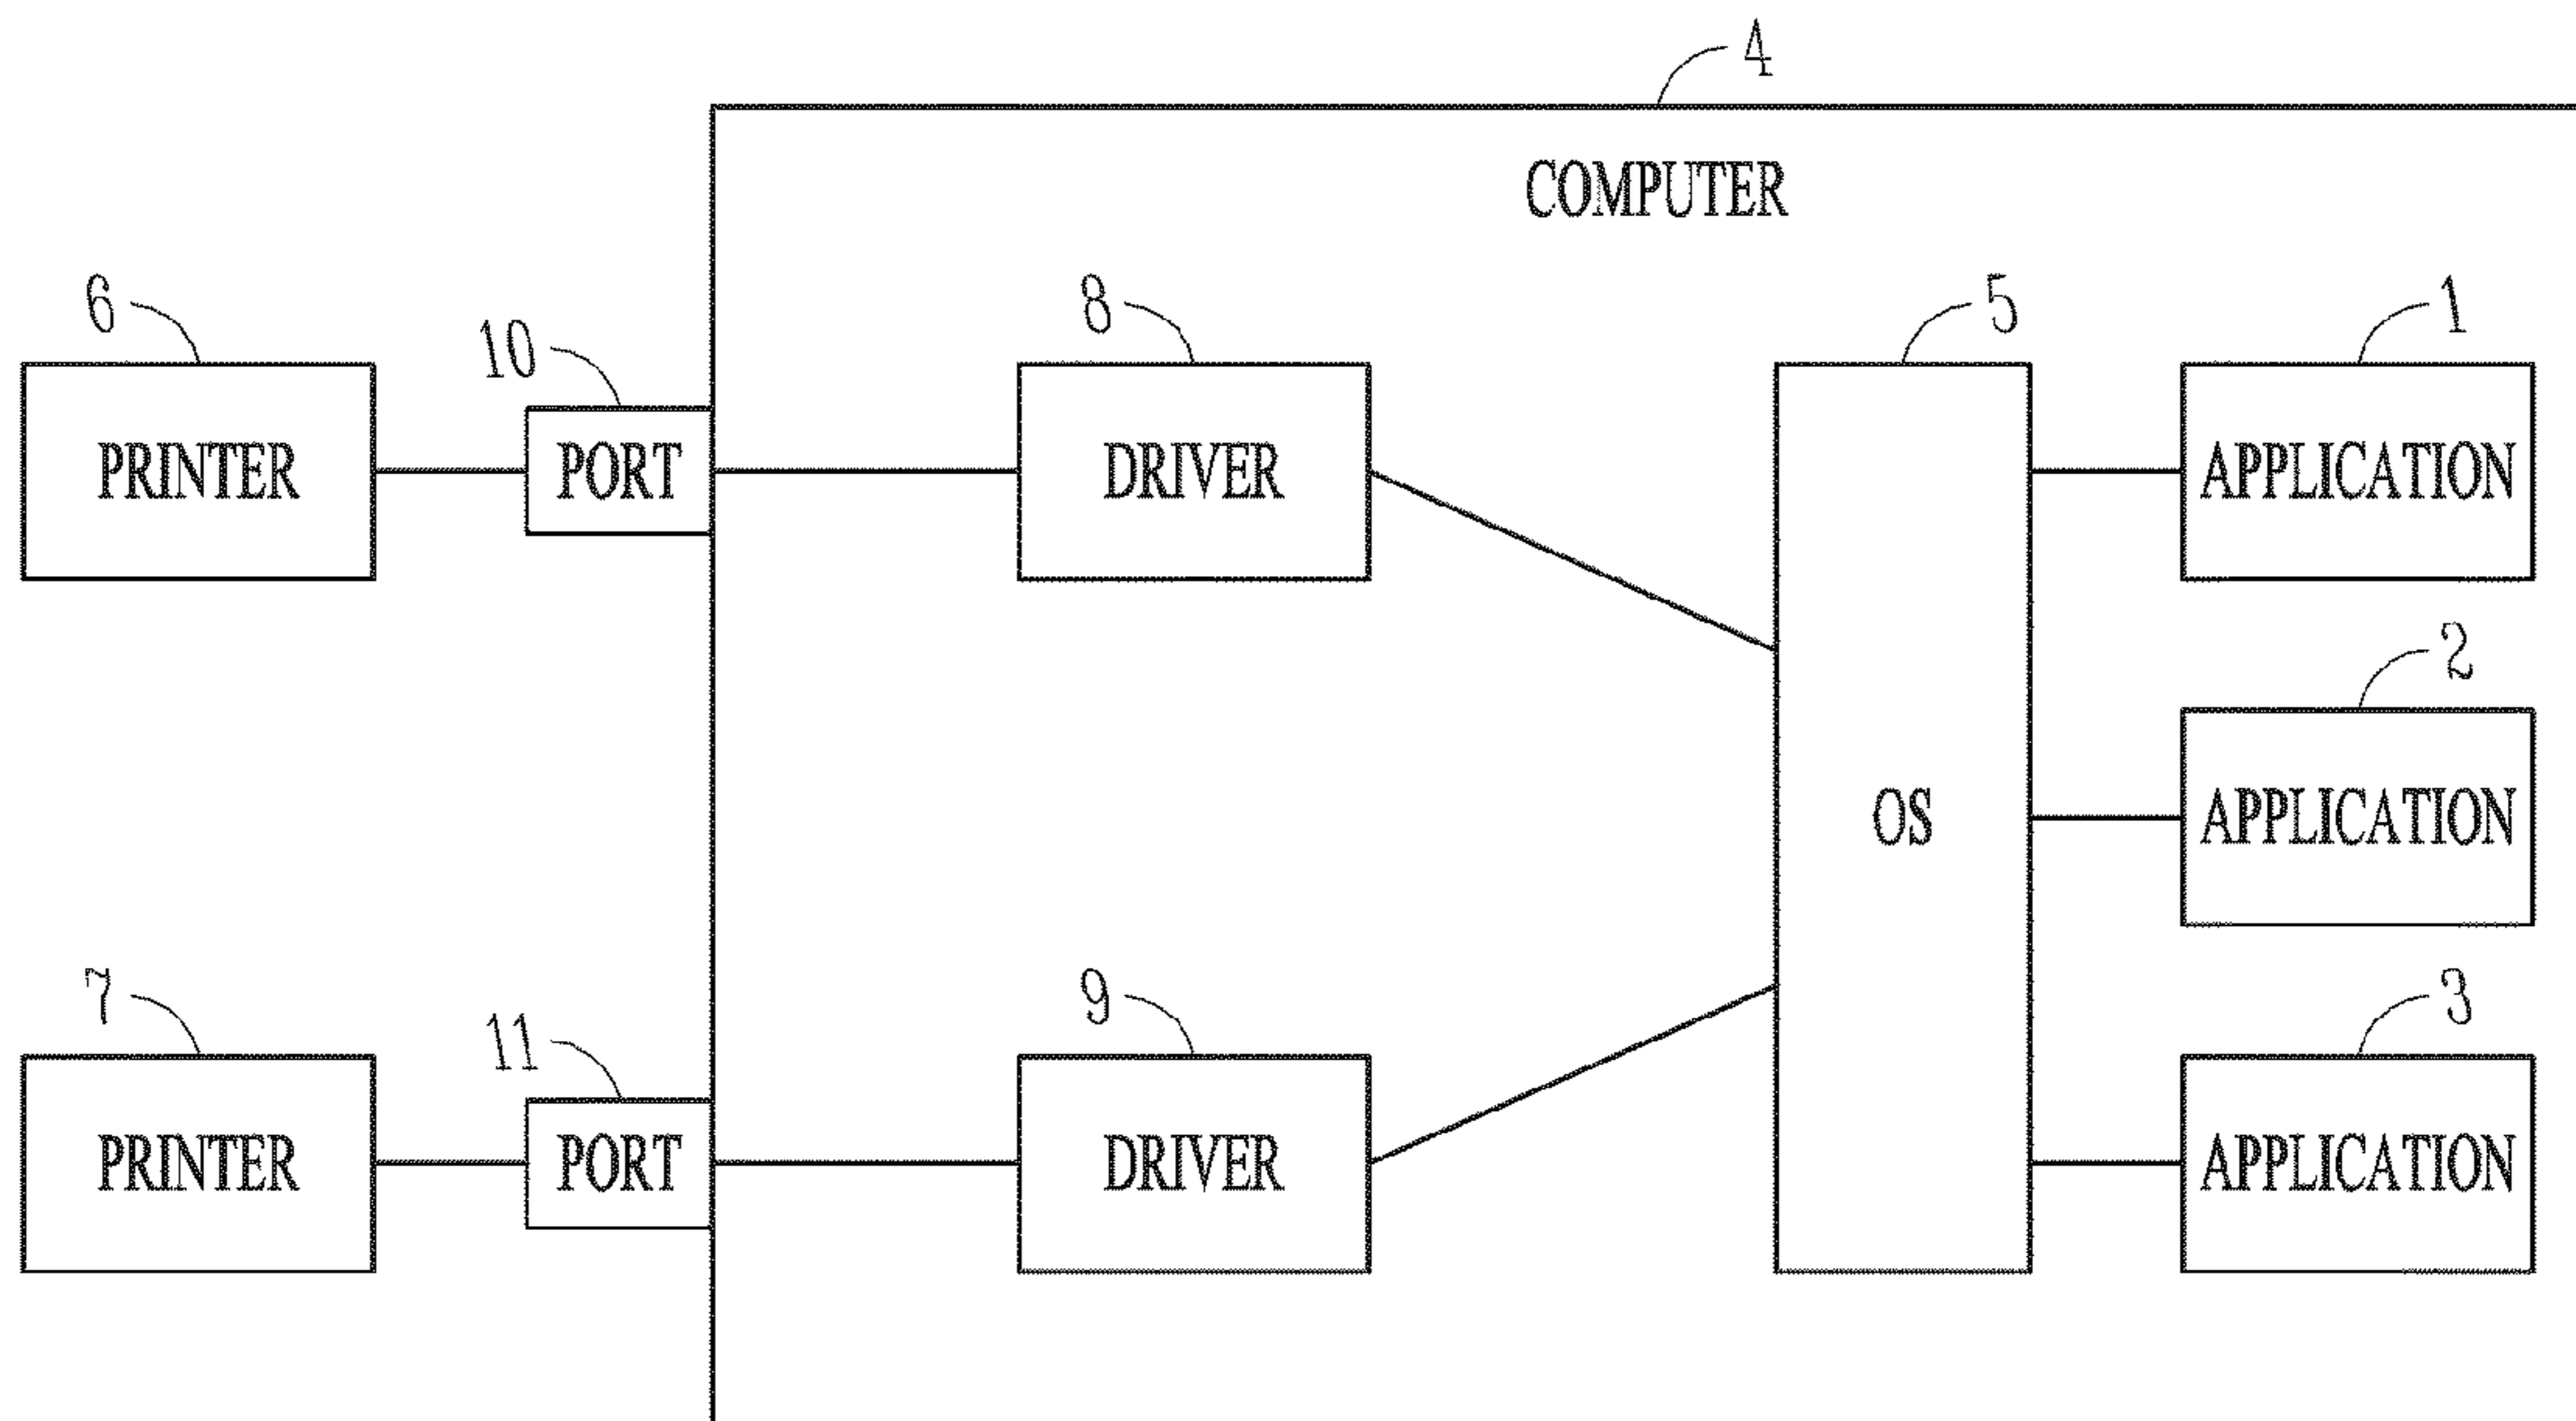 4
COMPUTER
6 10 8 5 1
PRINTER PORT DRIVER APPLICATION
2
OS APPLICATION
7 11 9 3
PRINTER PORT DRIVER APPLICATION